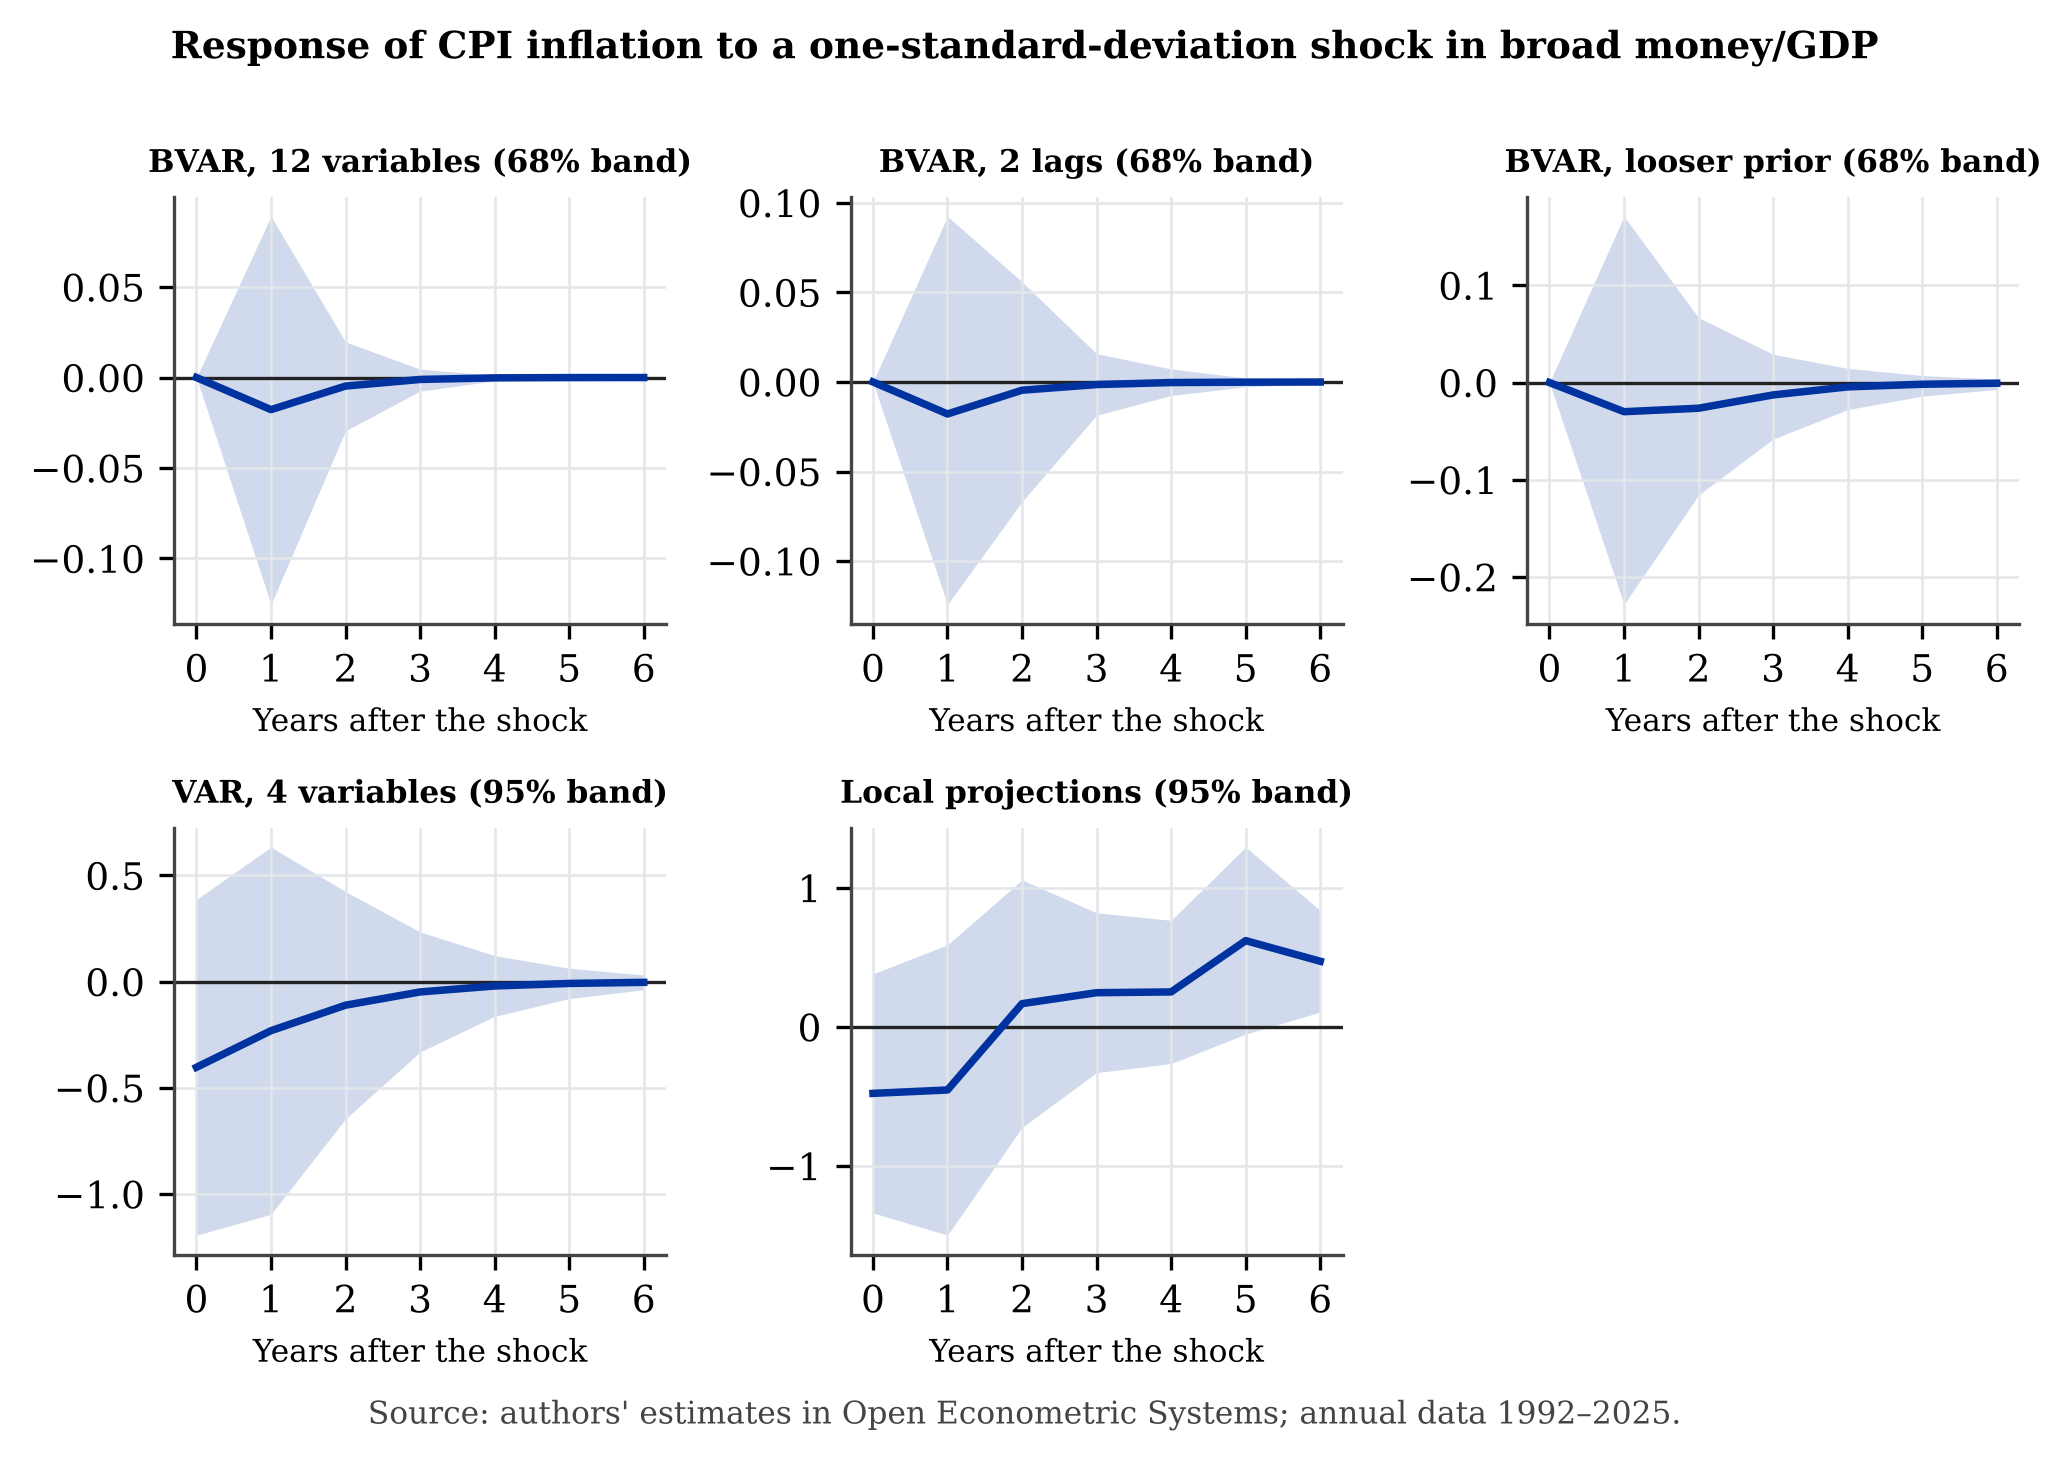 Response of CPI inflation to a one-standard-deviation shock in broad money/GDP
BVAR, 12 variables (68% band)
0.05
0.00
−0.05
−0.10
0 1 2 3 4 5 6
Years after the shock
BVAR, 2 lags (68% band)
0.10
0.05
0.00
−0.05
−0.10
0 1 2 3 4 5 6
Years after the shock
BVAR, looser prior (68% band)
0.1
0.0
−0.1
−0.2
0 1 2 3 4 5 6
Years after the shock
VAR, 4 variables (95% band)
0.5
0.0
−0.5
−1.0
0 1 2 3 4 5 6
Years after the shock
Local projections (95% band)
1
0
−1
0 1 2 3 4 5 6
Years after the shock
Source: authors' estimates in Open Econometric Systems; annual data 1992–2025.